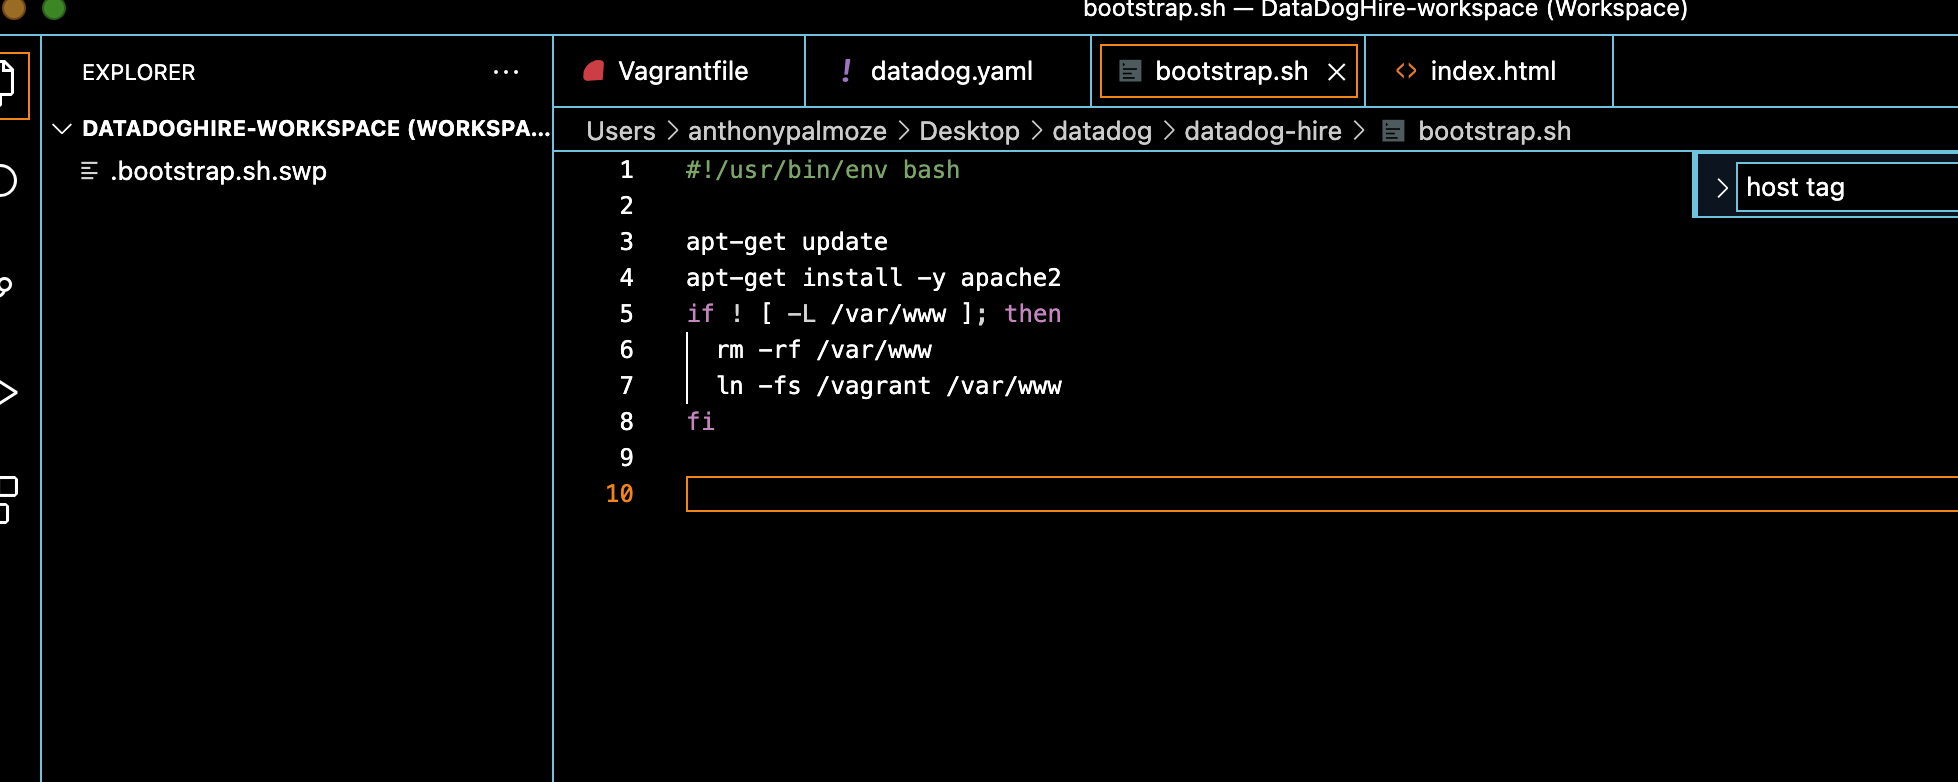 bootstrap.sh — DataDogHire-workspace (Workspace)
EXPLORER ...
DATADOGHIRE-WORKSPACE (WORKSPA...
.bootstrap.sh.swp
Vagrantfile ! datadog.yaml bootstrap.sh <> index.html
Users > anthonypalmoze > Desktop > datadog > datadog-hire > bootstrap.sh
host tag
1 #!/usr/bin/env bash
2
3 apt-get update
4 apt-get install -y apache2
5 if ! [ -L /var/www ]; then
6 rm -rf /var/www
7 ln -fs /vagrant /var/www
8 fi
9
10